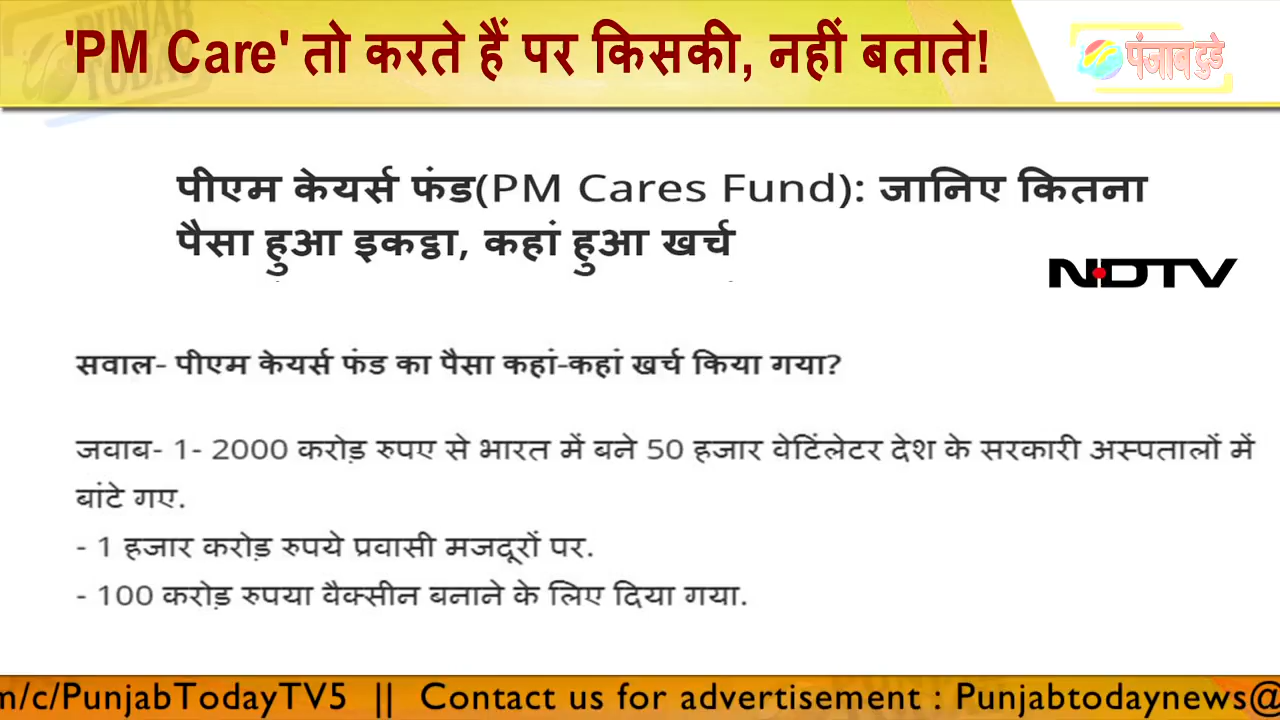 'PM Care' तो करते हैं पर किसकी, नहीं बताते!
पंजाब टुडे
PUNJAB
TODAY
पीएम केयर्स फंड(PM Cares Fund): जानिए कितना
पैसा हुआ इकट्ठा, कहां हुआ खर्च
NDTV
सवाल- पीएम केयर्स फंड का पैसा कहां-कहां खर्च किया गया?
जवाब- 1- 2000 करोड़ रुपए से भारत में बने 50 हजार वेटिंलेटर देश के सरकारी अस्पतालों में
बांटे गए.
- 1 हजार करोड़ रुपये प्रवासी मजदूरों पर.
- 100 करोड़ रुपया वैक्सीन बनाने के लिए दिया गया.
m/c/PunjabTodayTV5 || Contact us for advertisement : Punjabtodaynews@